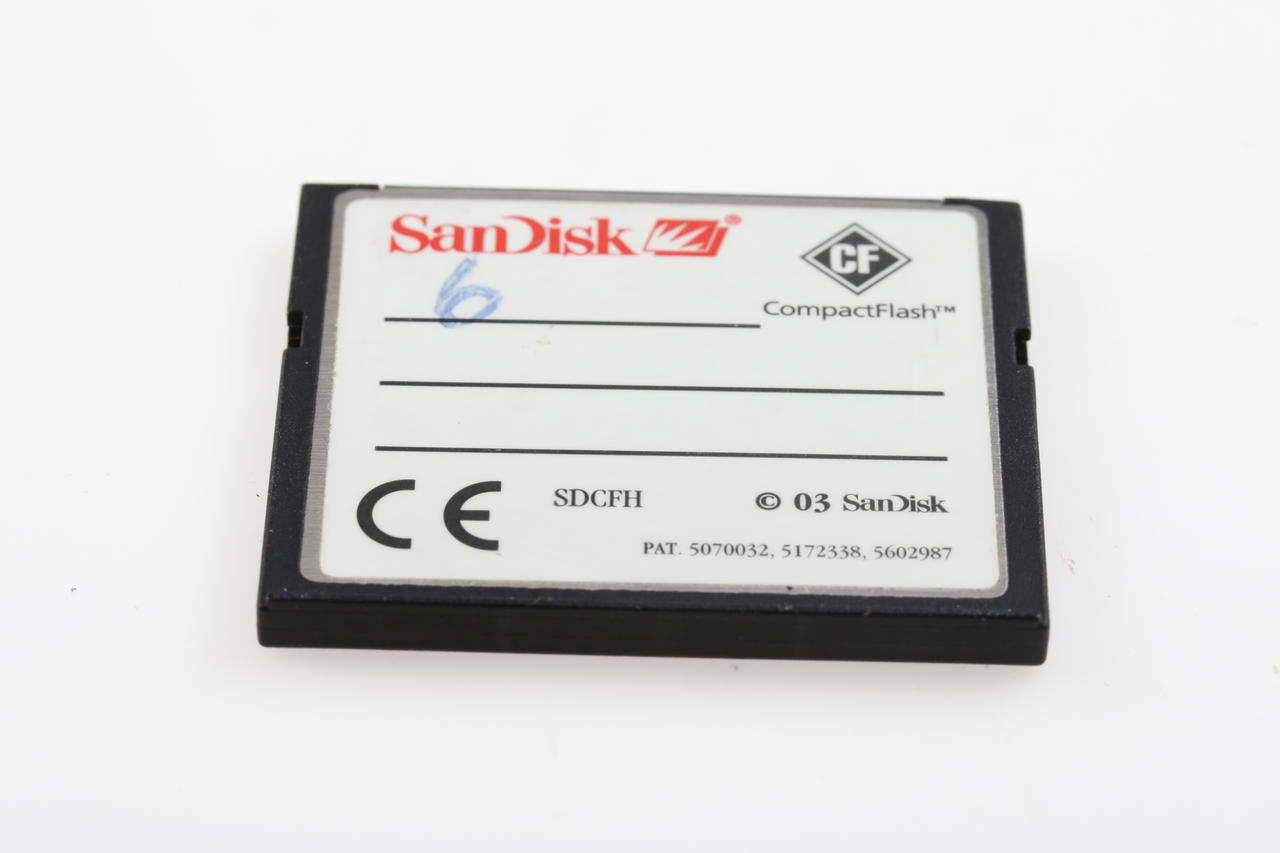 SanDisk ®
CF
6
CompactFlash™
CE SDCFH © 03 SanDisk
PAT. 5070032, 5172338, 5602987